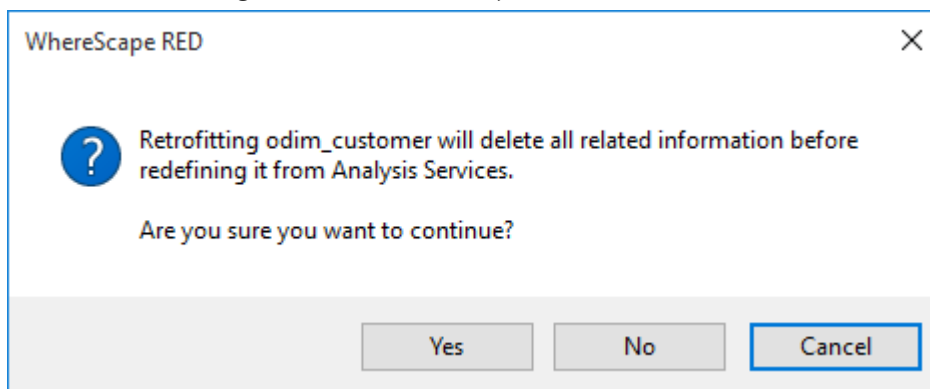 WhereScape RED
Retrofitting odim_customer will delete all related information before
redefining it from Analysis Services.
Are you sure you want to continue?
Yes No Cancel